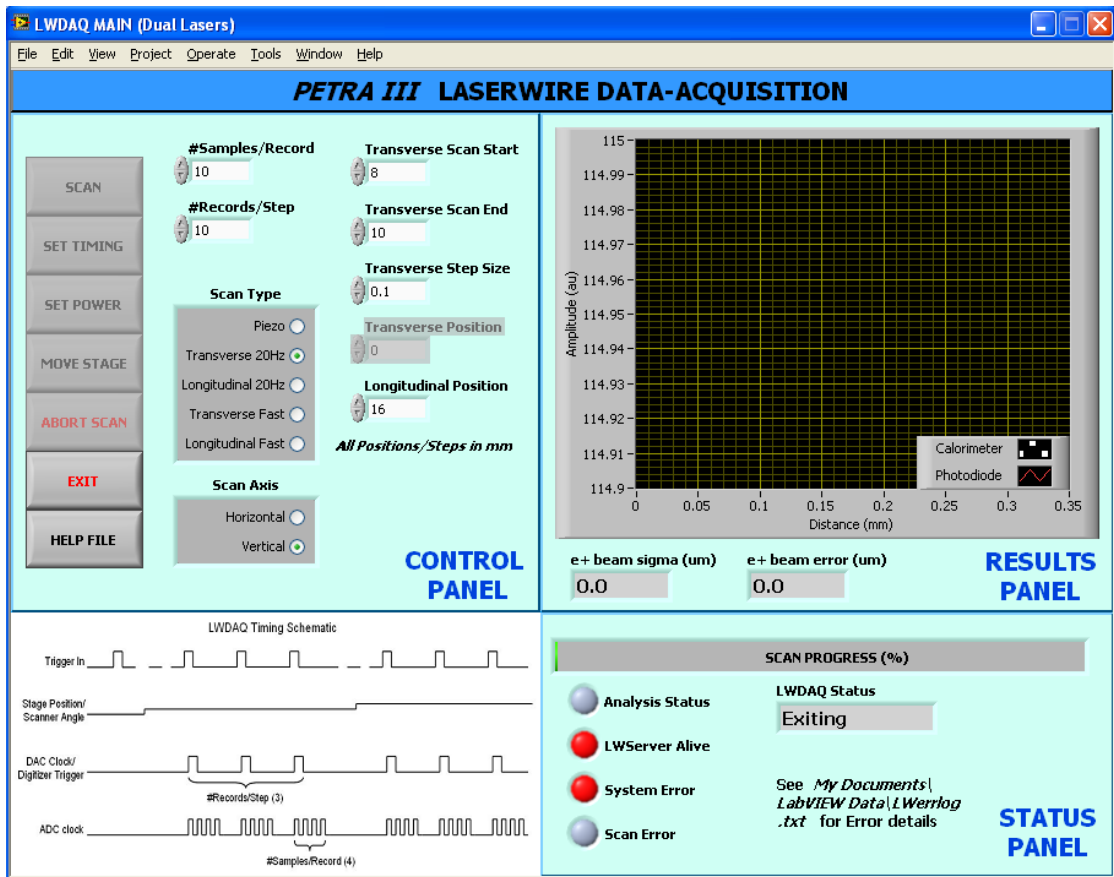 LWDAQ MAIN (Dual Lasers)
File Edit View Project Operate Tools Window Help
PETRA III LASERWIRE DATA-ACQUISITION
SCAN
SET TIMING
SET POWER
MOVE STAGE
ABORT SCAN
EXIT
HELP FILE
#Samples/Record
10
#Records/Step
10
Scan Type
Piezo
Transverse 20Hz
Longitudinal 20Hz
Transverse Fast
Longitudinal Fast
Scan Axis
Horizontal
Vertical
Transverse Scan Start
8
Transverse Scan End
10
Transverse Step Size
0.1
Transverse Position
0
Longitudinal Position
16
All Positions/Steps in mm
CONTROL
PANEL
Amplitude (au)
115
114.99
114.98
114.97
114.96
114.95
114.94
114.93
114.92
114.91
114.9
0 0.05 0.1 0.15 0.2 0.25 0.3 0.35
Distance (mm)
Calorimeter
Photodiode
e+ beam sigma (um)
0.0
e+ beam error (um)
0.0
RESULTS
PANEL
LWDAQ Timing Schematic
Trigger In
Stage Position/
Scanner Angle
DAC Clock/
Digitizer Trigger
#Records/Step (3)
ADC clock
#Samples/Record (4)
SCAN PROGRESS (%)
Analysis Status
LWServer Alive
System Error
Scan Error
LWDAQ Status
Exiting
See My Documents\
LabVIEW Data\LWerrlog
.txt for Error details
STATUS
PANEL